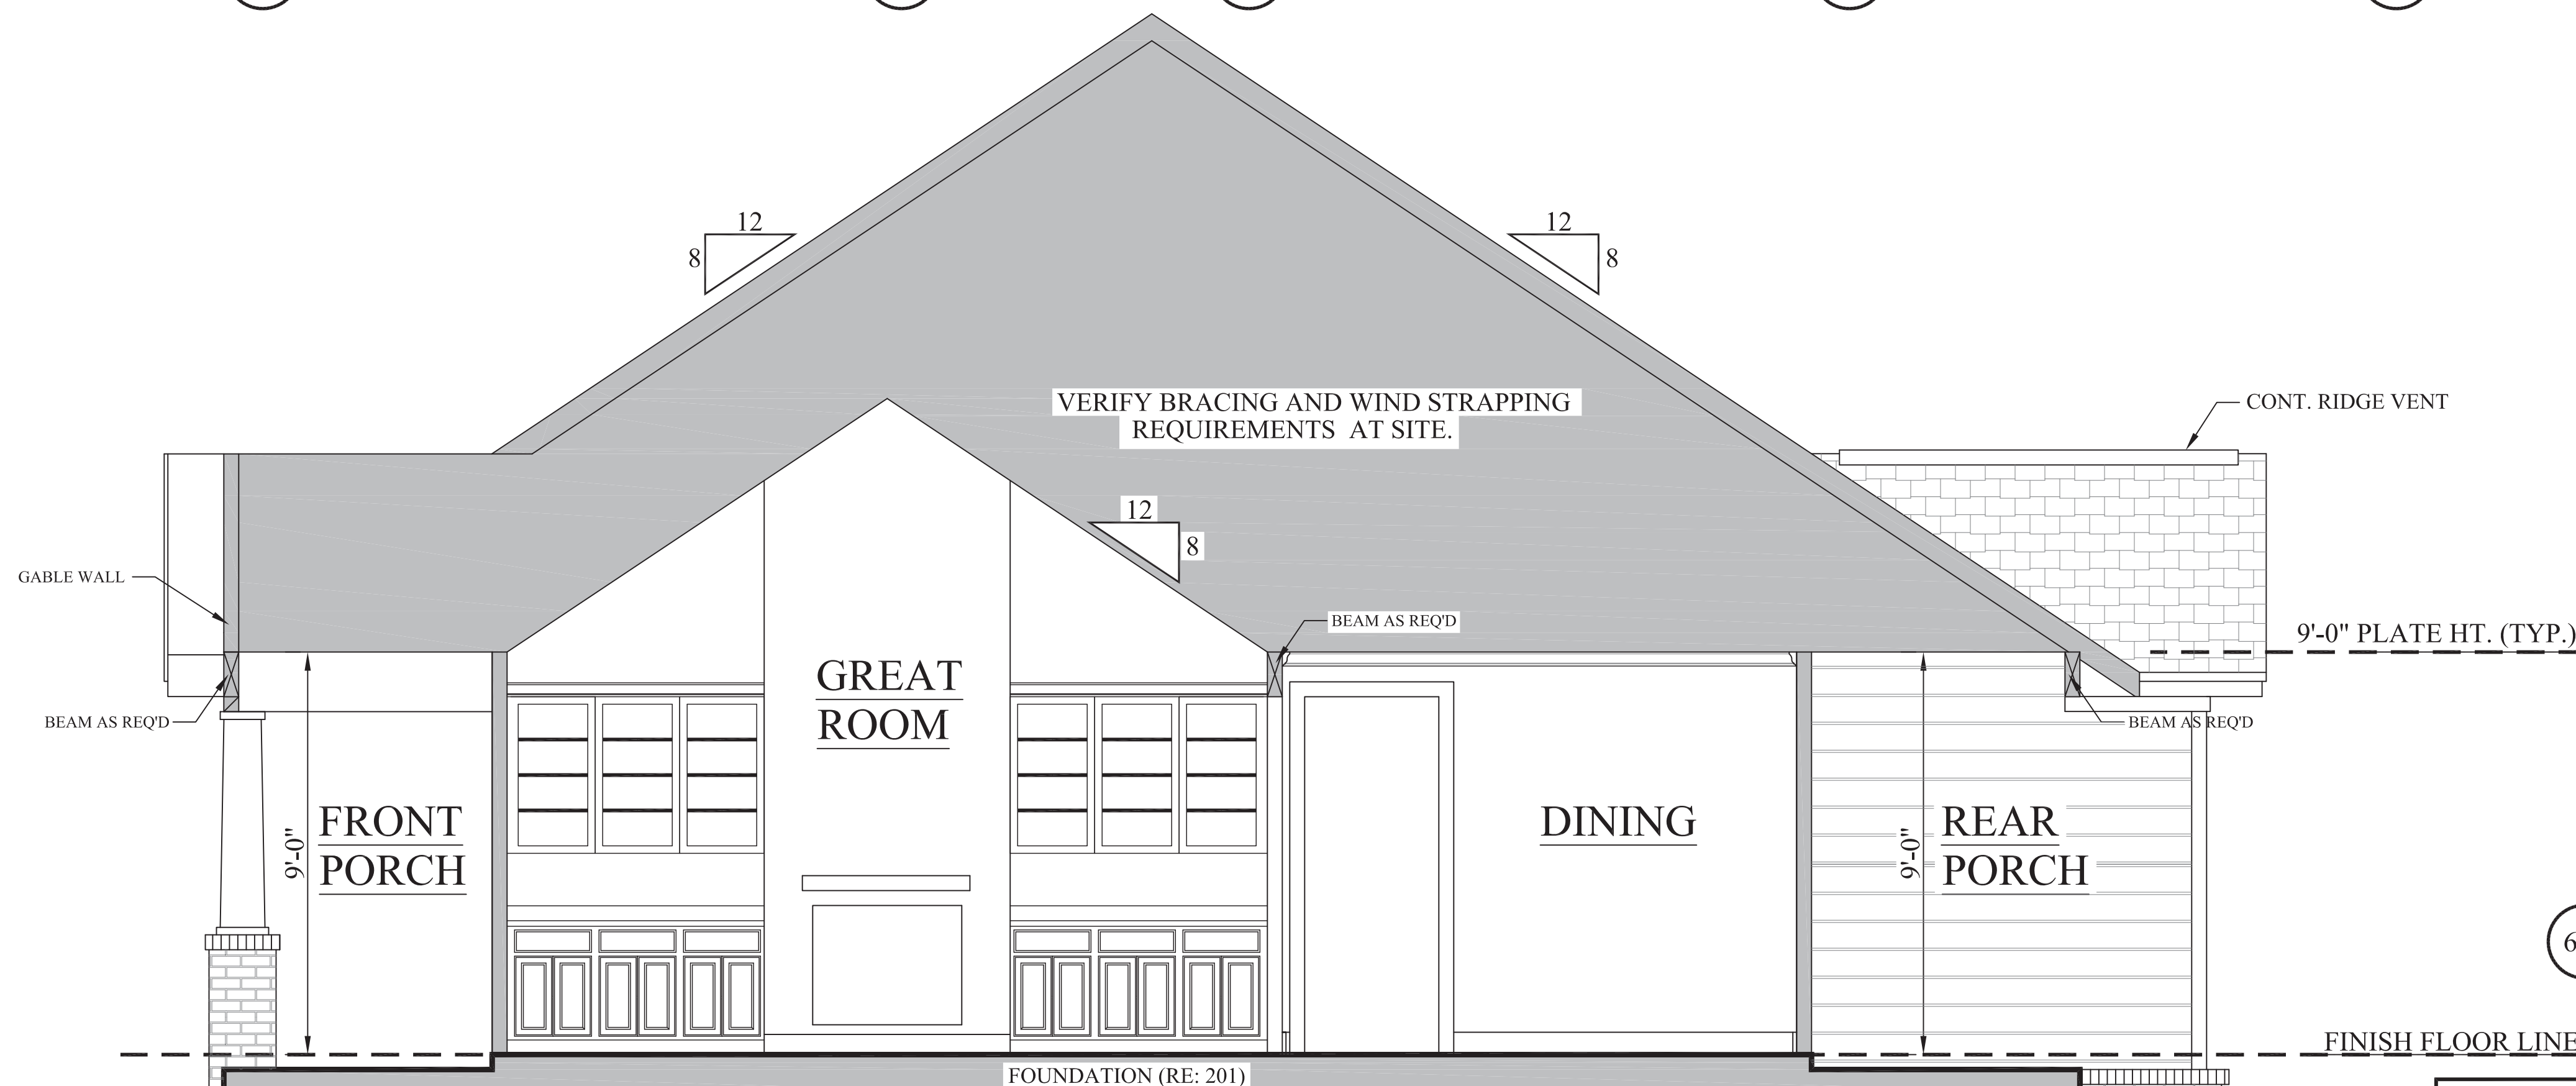 12
8
12
8
VERIFY BRACING AND WIND STRAPPING
REQUIREMENTS AT SITE.
CONT. RIDGE VENT
12
8
GABLE WALL
BEAM AS REQ'D
9'-0" PLATE HT. (TYP.)
GREAT
ROOM
BEAM AS REQ'D
BEAM AS REQ'D
FRONT
PORCH
9'-0"
DINING
9'-0"
REAR
PORCH
6
FINISH FLOOR LINE
FOUNDATION (RE: 201)